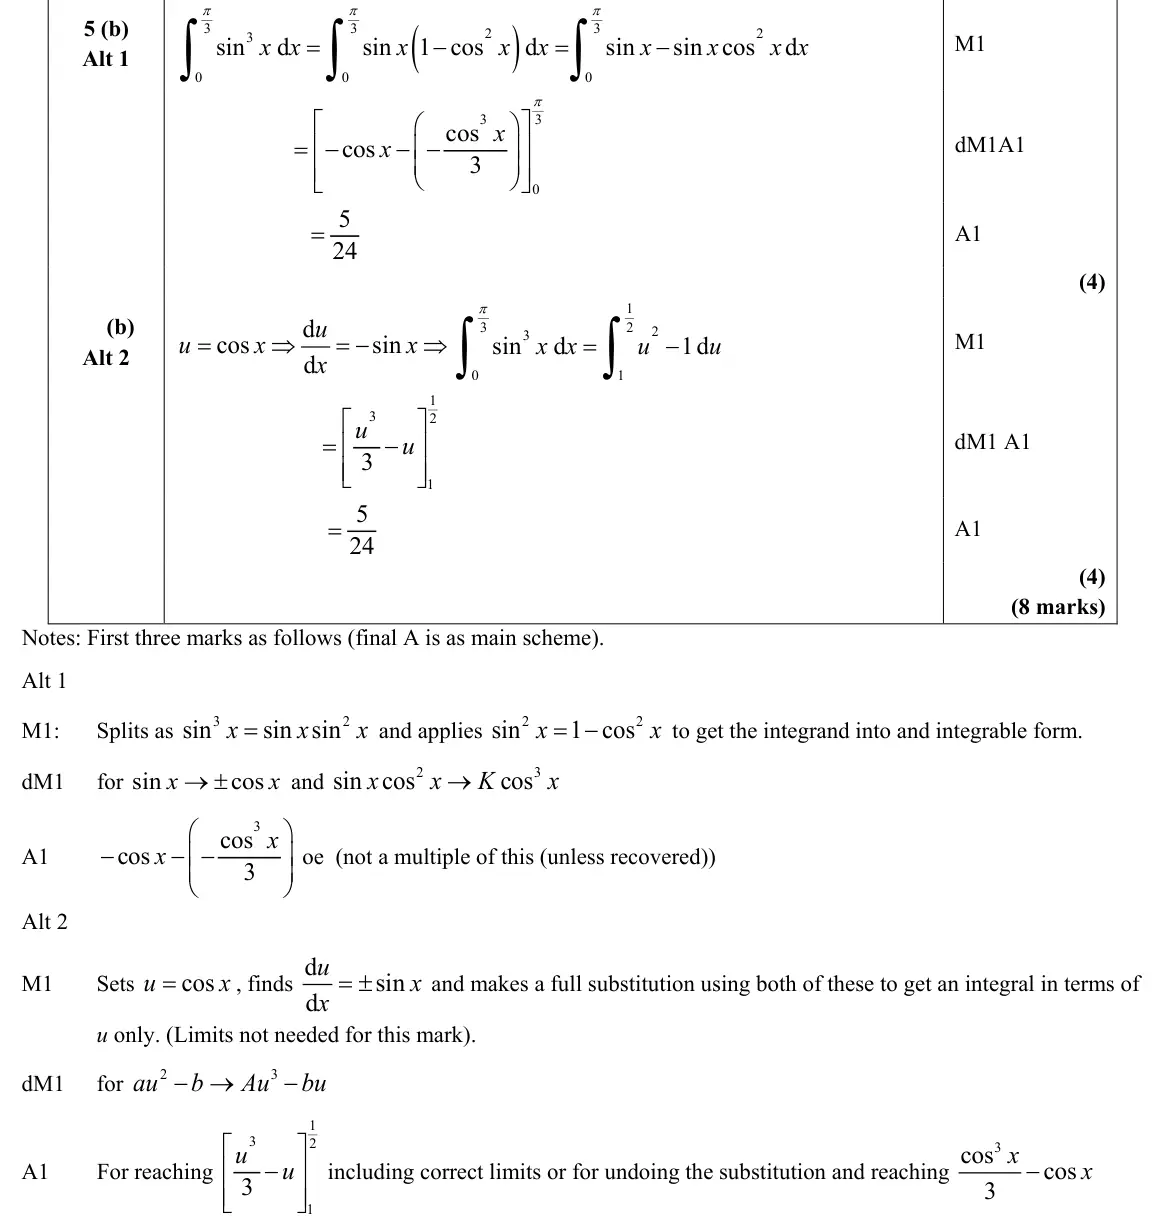 5 (b) Alt 1 ∫₀^(π/3) sin³ x dx = ∫₀^(π/3) sin x (1 − cos² x) dx = ∫₀^(π/3) sin x − sin x cos² x dx M1
= [ −cos x − ( − cos³ x / 3 ) ]₀^(π/3) dM1A1
= 5/24 A1
(4)
(b) Alt 2 u = cos x ⇒ du/dx = −sin x ⇒ ∫₀^(π/3) sin³ x dx = ∫₁^(1/2) u² − 1 du M1
= [ u³/3 − u ]₁^(1/2) dM1 A1
= 5/24 A1
(4)
(8 marks)
Notes: First three marks as follows (final A is as main scheme).
Alt 1
M1: Splits as sin³ x = sin x sin² x and applies sin² x = 1 − cos² x to get the integrand into and integrable form.
dM1 for sin x → ±cos x and sin x cos² x → K cos³ x
A1 −cos x − ( − cos³ x / 3 ) oe (not a multiple of this (unless recovered))
Alt 2
M1 Sets u = cos x , finds du/dx = ±sin x and makes a full substitution using both of these to get an integral in terms of
u only. (Limits not needed for this mark).
dM1 for au² − b → Au³ − bu
A1 For reaching [ u³/3 − u ]₁^(1/2) including correct limits or for undoing the substitution and reaching cos³ x / 3 − cos x